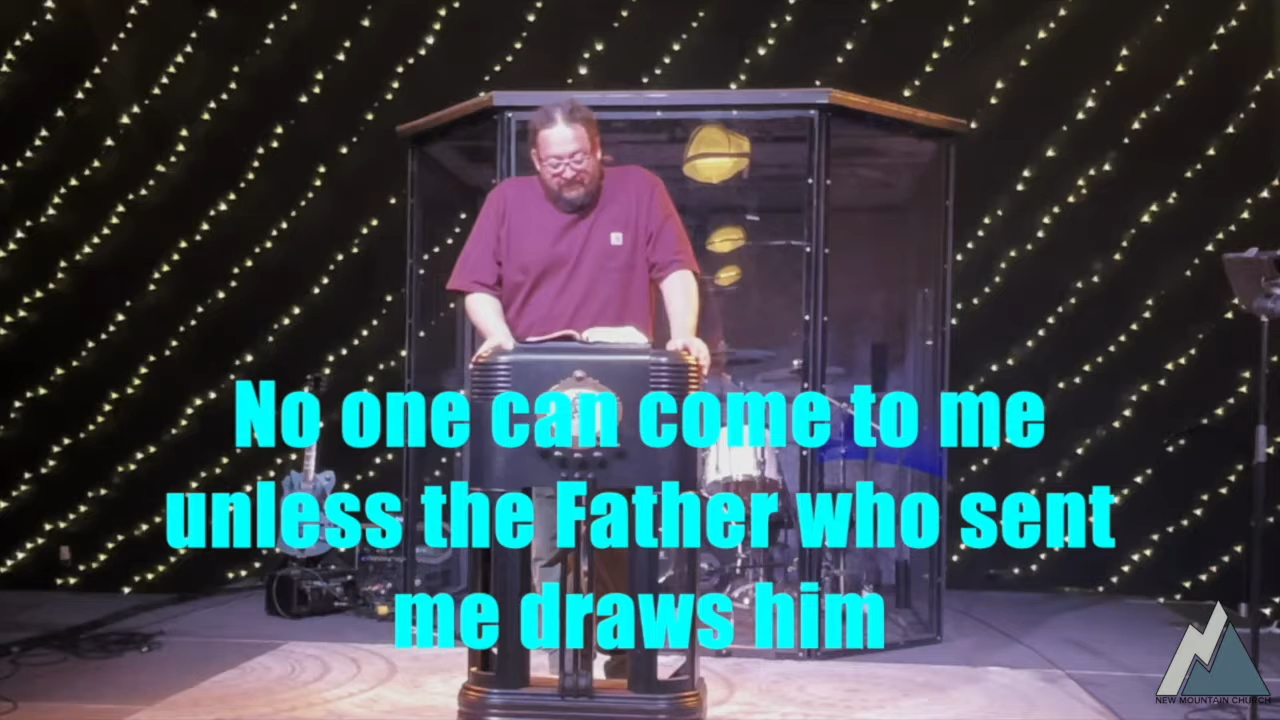 No one can come to me
unless the Father who sent
me draws him
NEW MOUNTAIN CHURCH